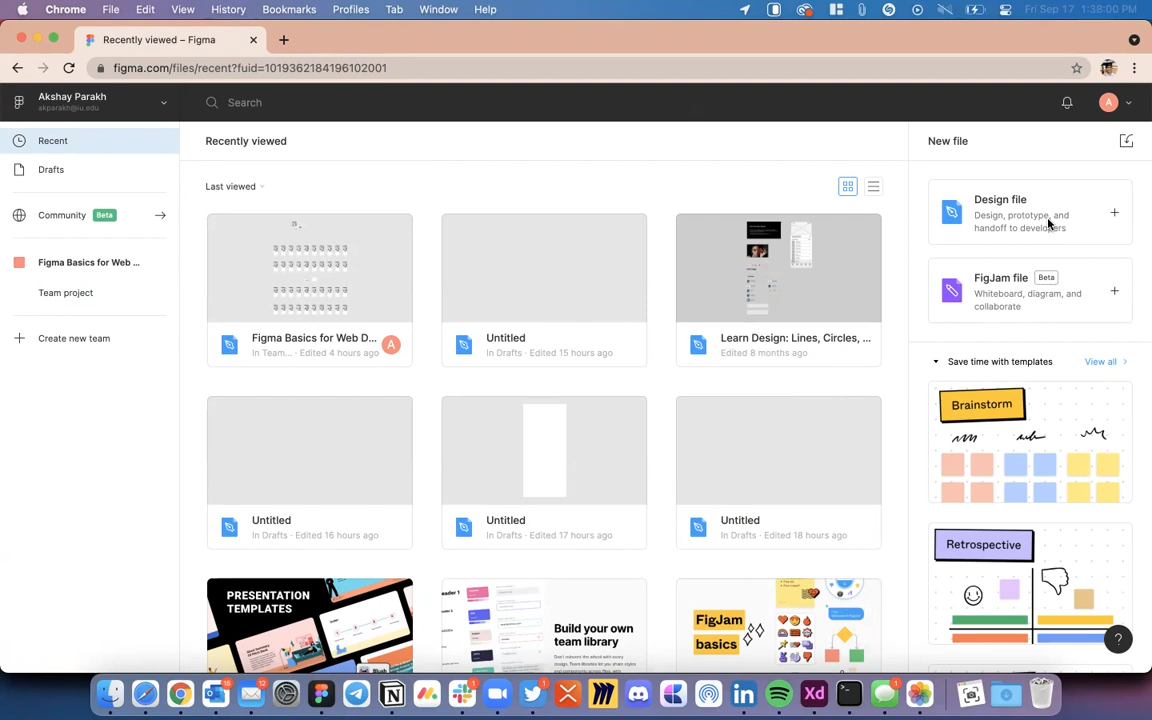 Chrome File Edit View History Bookmarks Profiles Tab Window Help Fri Sep 17 1:38:00 PM
Recently viewed – Figma
figma.com/files/recent?fuid=1019362184196102001
Akshay Parakh
akparakh@iu.edu
Search
A
Recent
Drafts
Community Beta
Figma Basics for Web ...
Team project
Create new team
Recently viewed
Last viewed
Figma Basics for Web D...
In Team... · Edited 4 hours ago
A
Untitled
In Drafts · Edited 15 hours ago
Learn Design: Lines, Circles, ...
Edited 8 months ago
Untitled
In Drafts · Edited 16 hours ago
Untitled
In Drafts · Edited 17 hours ago
Untitled
In Drafts · Edited 18 hours ago
PRESENTATION
TEMPLATES
Build your own
team library
FigJam
basics
New file
Design file
Design, prototype, and
handoff to developers
FigJam file Beta
Whiteboard, diagram, and
collaborate
Save time with templates
View all
Brainstorm
Retrospective
?